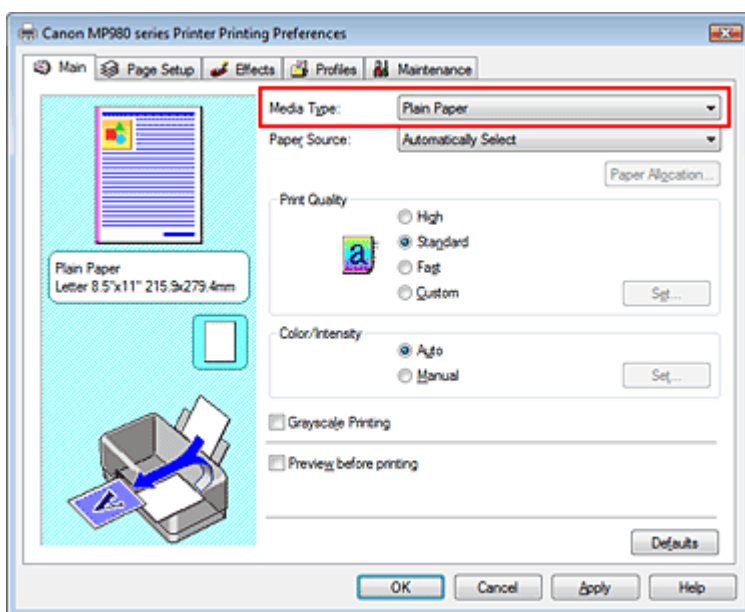 Canon MP980 series Printer Printing Preferences
Main Page Setup Effects Profiles Maintenance
Media Type: Plain Paper
Paper Source: Automatically Select
Paper Allocation...
Print Quality
High
Standard
Fast
Custom Set...
Plain Paper
Letter 8.5"x11" 215.9x279.4mm
Color/Intensity
Auto
Manual Set...
Grayscale Printing
Preview before printing
Defaults
OK Cancel Apply Help